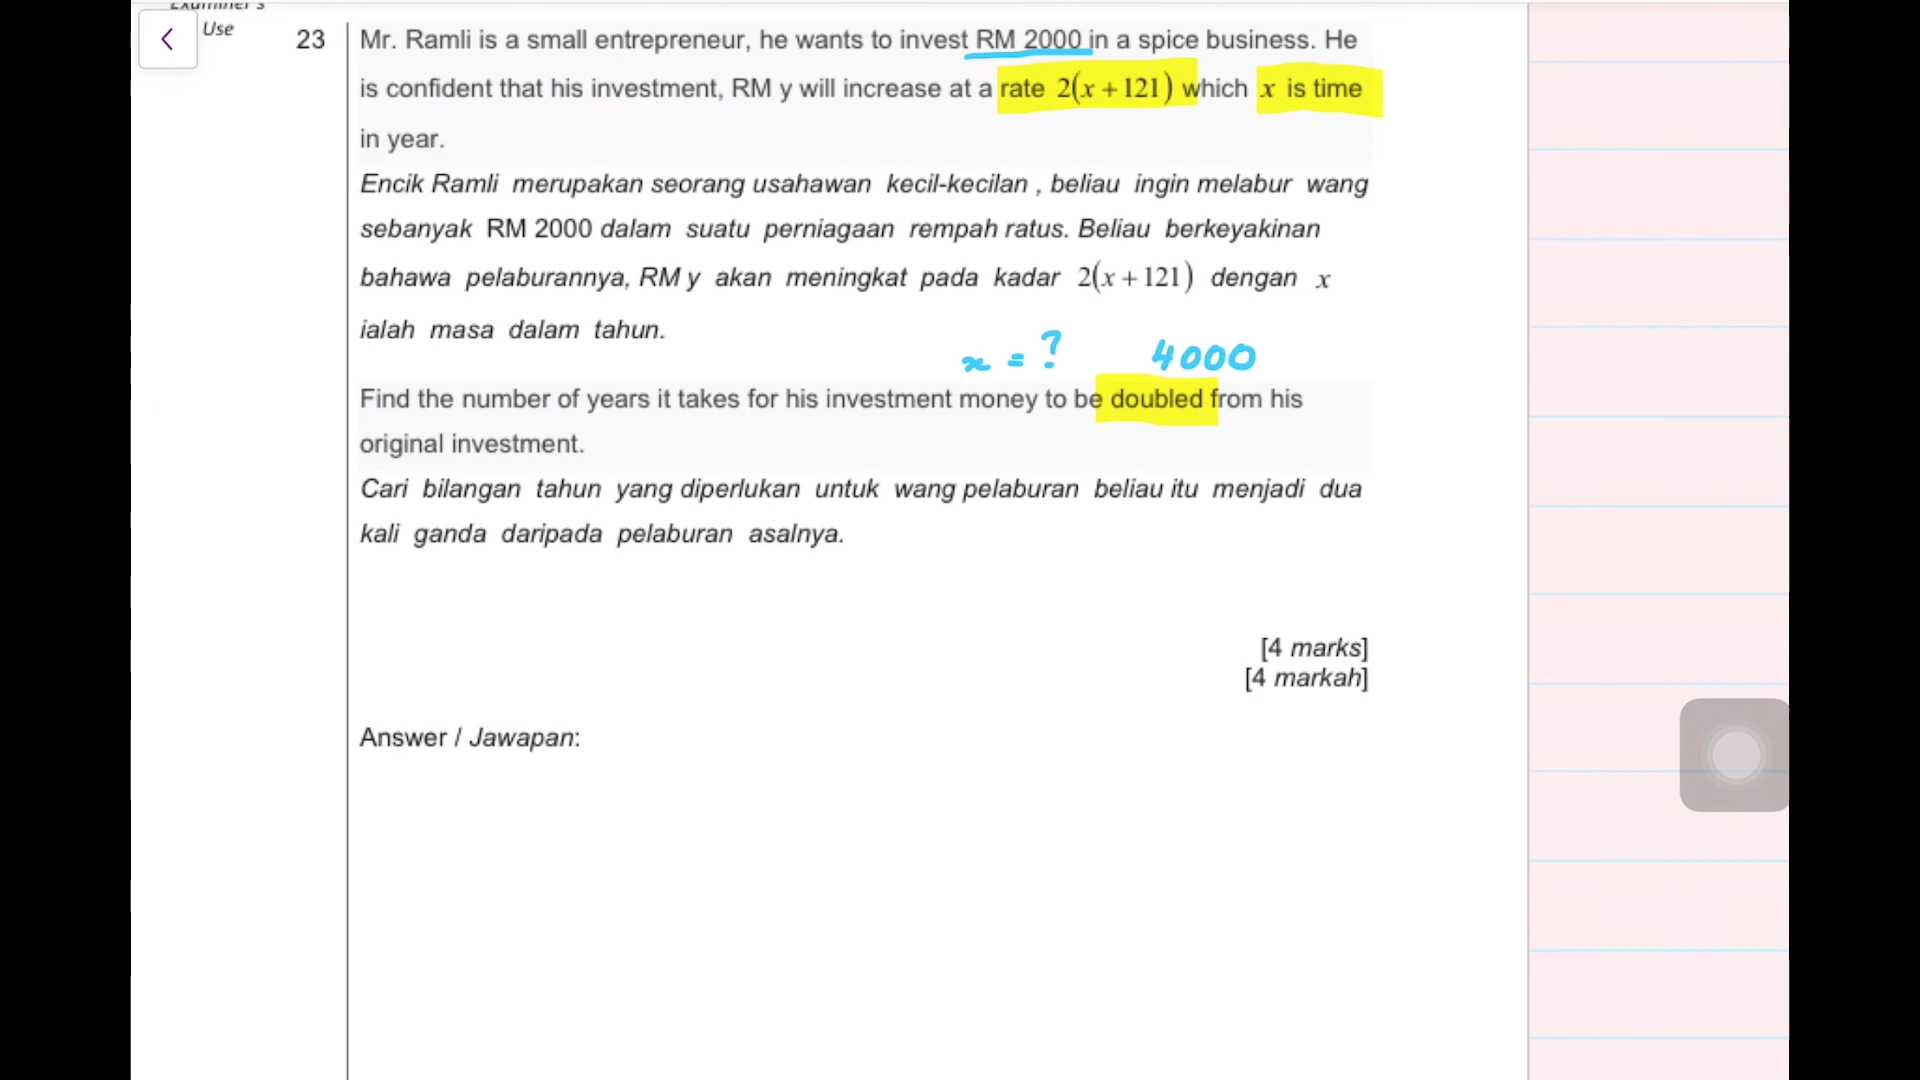 Examiner's
Use
23 Mr. Ramli is a small entrepreneur, he wants to invest RM 2000 in a spice business. He
is confident that his investment, RM y will increase at a rate 2(x+121) which x is time
in year.
Encik Ramli merupakan seorang usahawan kecil-kecilan , beliau ingin melabur wang
sebanyak RM 2000 dalam suatu perniagaan rempah ratus. Beliau berkeyakinan
bahawa pelaburannya, RM y akan meningkat pada kadar 2(x+121) dengan x
ialah masa dalam tahun.
x = ? 4000
Find the number of years it takes for his investment money to be doubled from his
original investment.
Cari bilangan tahun yang diperlukan untuk wang pelaburan beliau itu menjadi dua
kali ganda daripada pelaburan asalnya.
[4 marks]
[4 markah]
Answer / Jawapan: